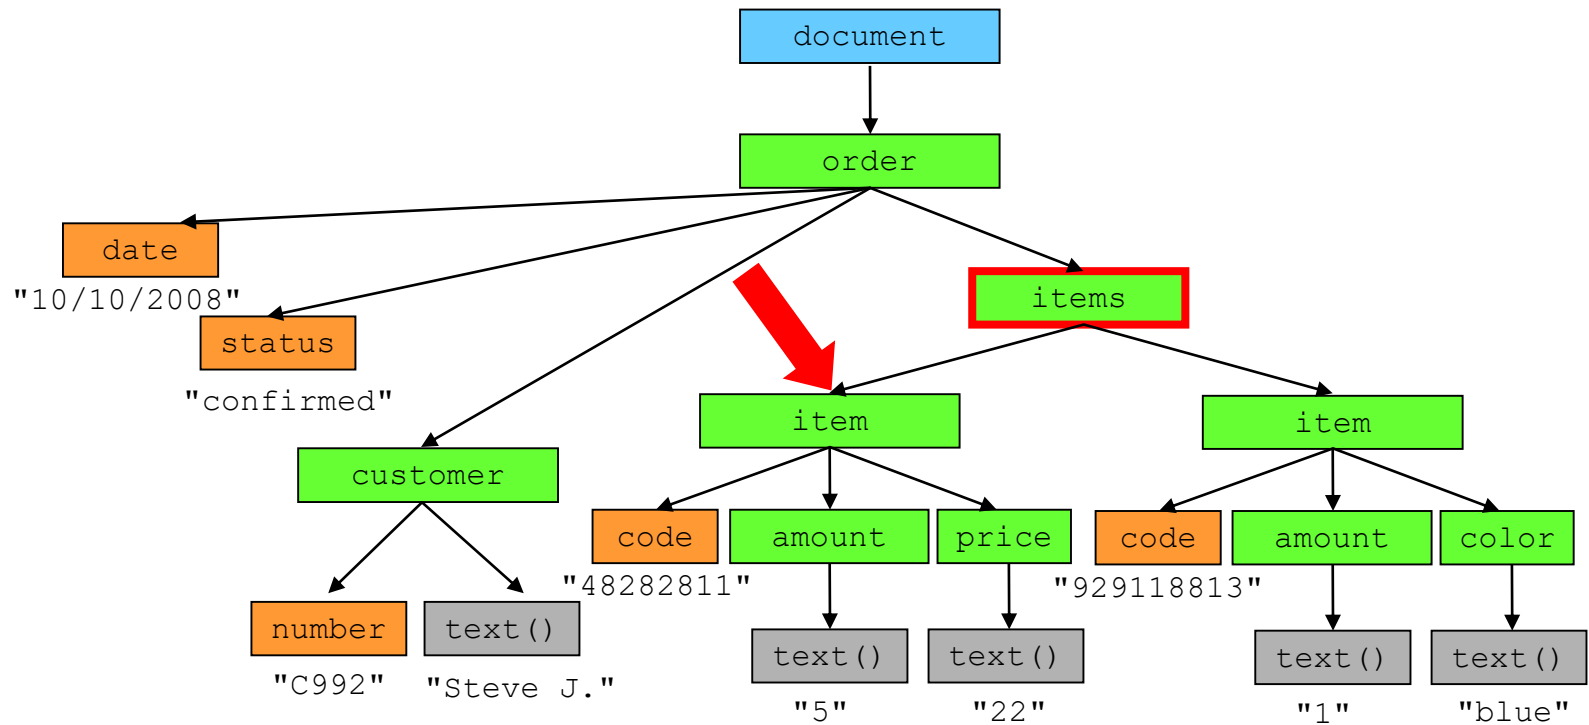 document
order
date
"10/10/2008"
items
status
"confirmed"
item
item
customer
code
amount
price
code
amount
color
"48282811"
"929118813"
number
text()
text()
text()
text()
text()
"C992"
"Steve J."
"5"
"22"
"1"
"blue"